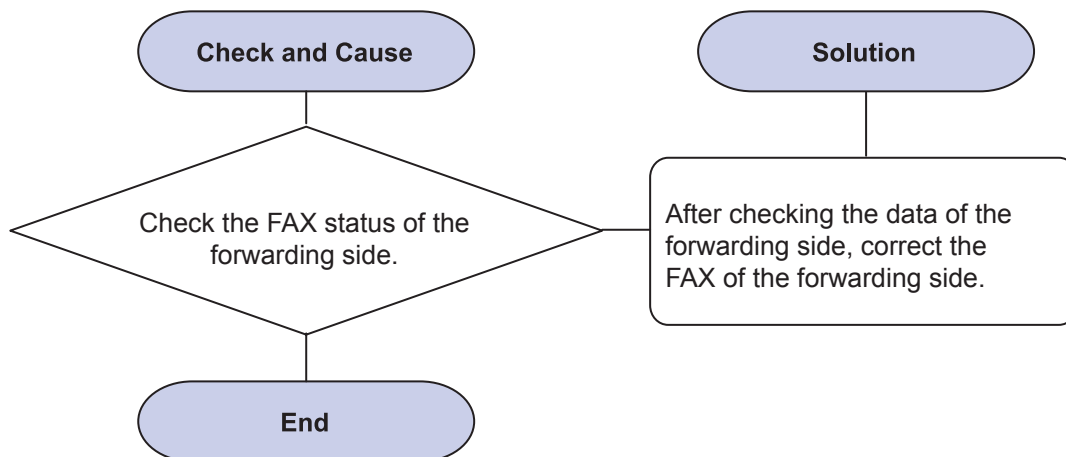 Check and Cause
Solution
Check the FAX status of the
forwarding side.
After checking the data of the
forwarding side, correct the
FAX of the forwarding side.
End